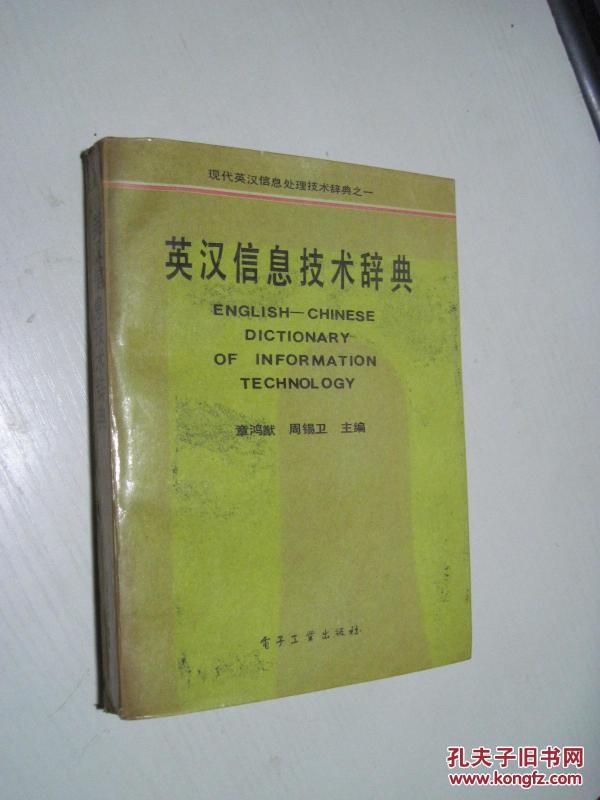 现代英汉信息处理技术辞典之一
英汉信息技术辞典
ENGLISH—CHINESE
DICTIONARY
OF INFORMATION
TECHNOLOGY
章鸿猷 周锡卫 主编
电子工业出版社
孔夫子旧书网
www.kongfz.com